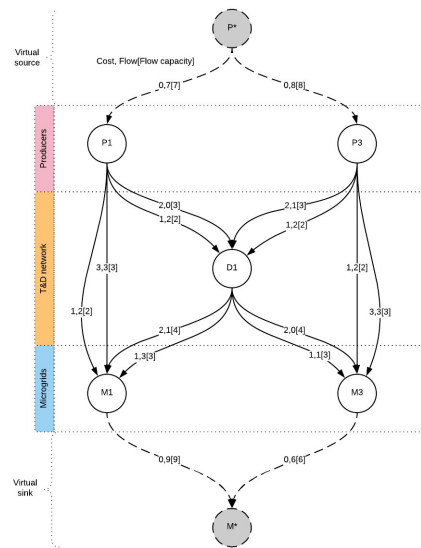 P*
Virtual
source
Cost, Flow[Flow capacity]
0,7[7]
0,8[8]
Producers
P1
P3
T&D network
2,0[3]
2,1[3]
1,2[2]
1,2[2]
D1
3,3[3]
1,2[2]
1,2[2]
3,3[3]
2,1[4]
2,0[4]
1,3[3]
1,1[3]
Microgrids
M1
M3
0,9[9]
0,6[6]
Virtual
sink
M*